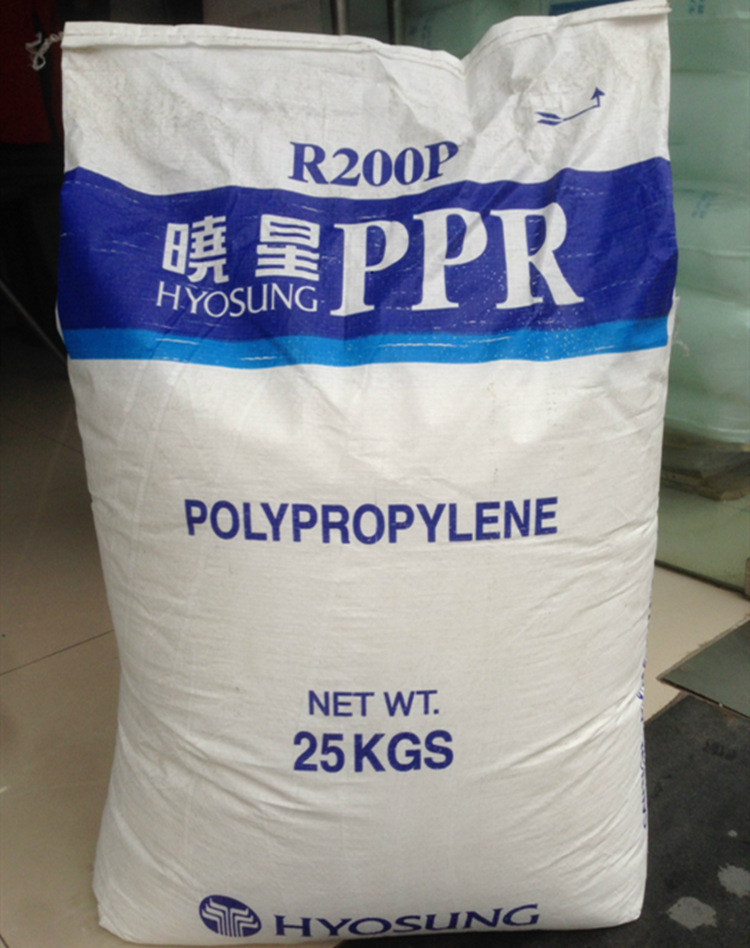 R200P
曉星 PPR
HYOSUNG
POLYPROPYLENE
NET WT.
25KGS
HYOSUNG